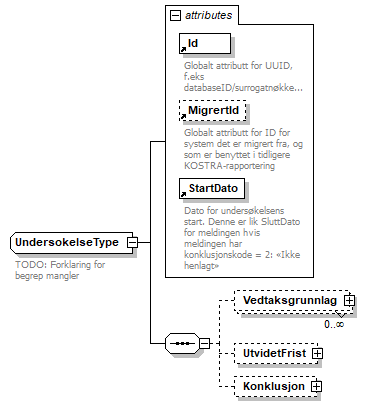 attributes
Id
Globalt attributt for UUID,
f.eks
databaseID/surrogatnøkke...
MigrertId
Globalt attributt for ID for
system det er migrert fra, og
som er benyttet i tidligere
KOSTRA-rapportering
StartDato
Dato for undersøkelsens
start. Denne er lik SluttDato
for meldingen hvis
meldingen har
konklusjonskode = 2: «Ikke
henlagt»
UndersokelseType
TODO: Forklaring for
begrep mangler
Vedtaksgrunnlag
0..∞
UtvidetFrist
Konklusjon